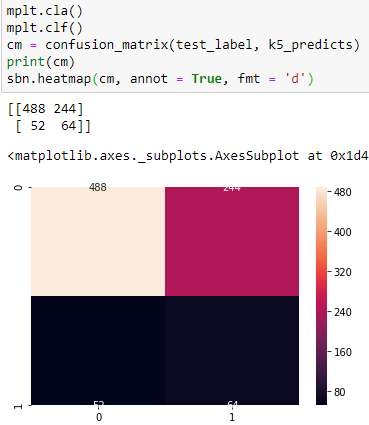 mplt.cla()
mplt.clf()
cm = confusion_matrix(test_label, k5_predicts)
print(cm)
sbn.heatmap(cm, annot = True, fmt = 'd')
[[488 244]
 [ 52  64]]
<matplotlib.axes._subplots.AxesSubplot at 0x1d4
488 244
0
52 64
1
0 1
480
400
320
240
160
80